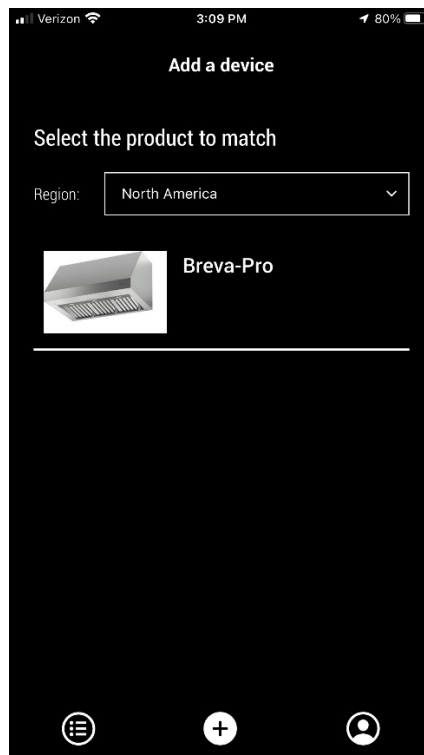 Verizon 3:09 PM 80%
Add a device
Select the product to match
Region: North America
Breva-Pro